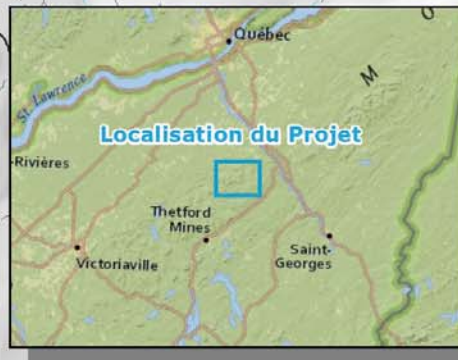 Québec
M
O
St. Lawrence
Localisation du Projet
-Rivières
Thetford
Mines
Victoriaville
Saint-
Georges